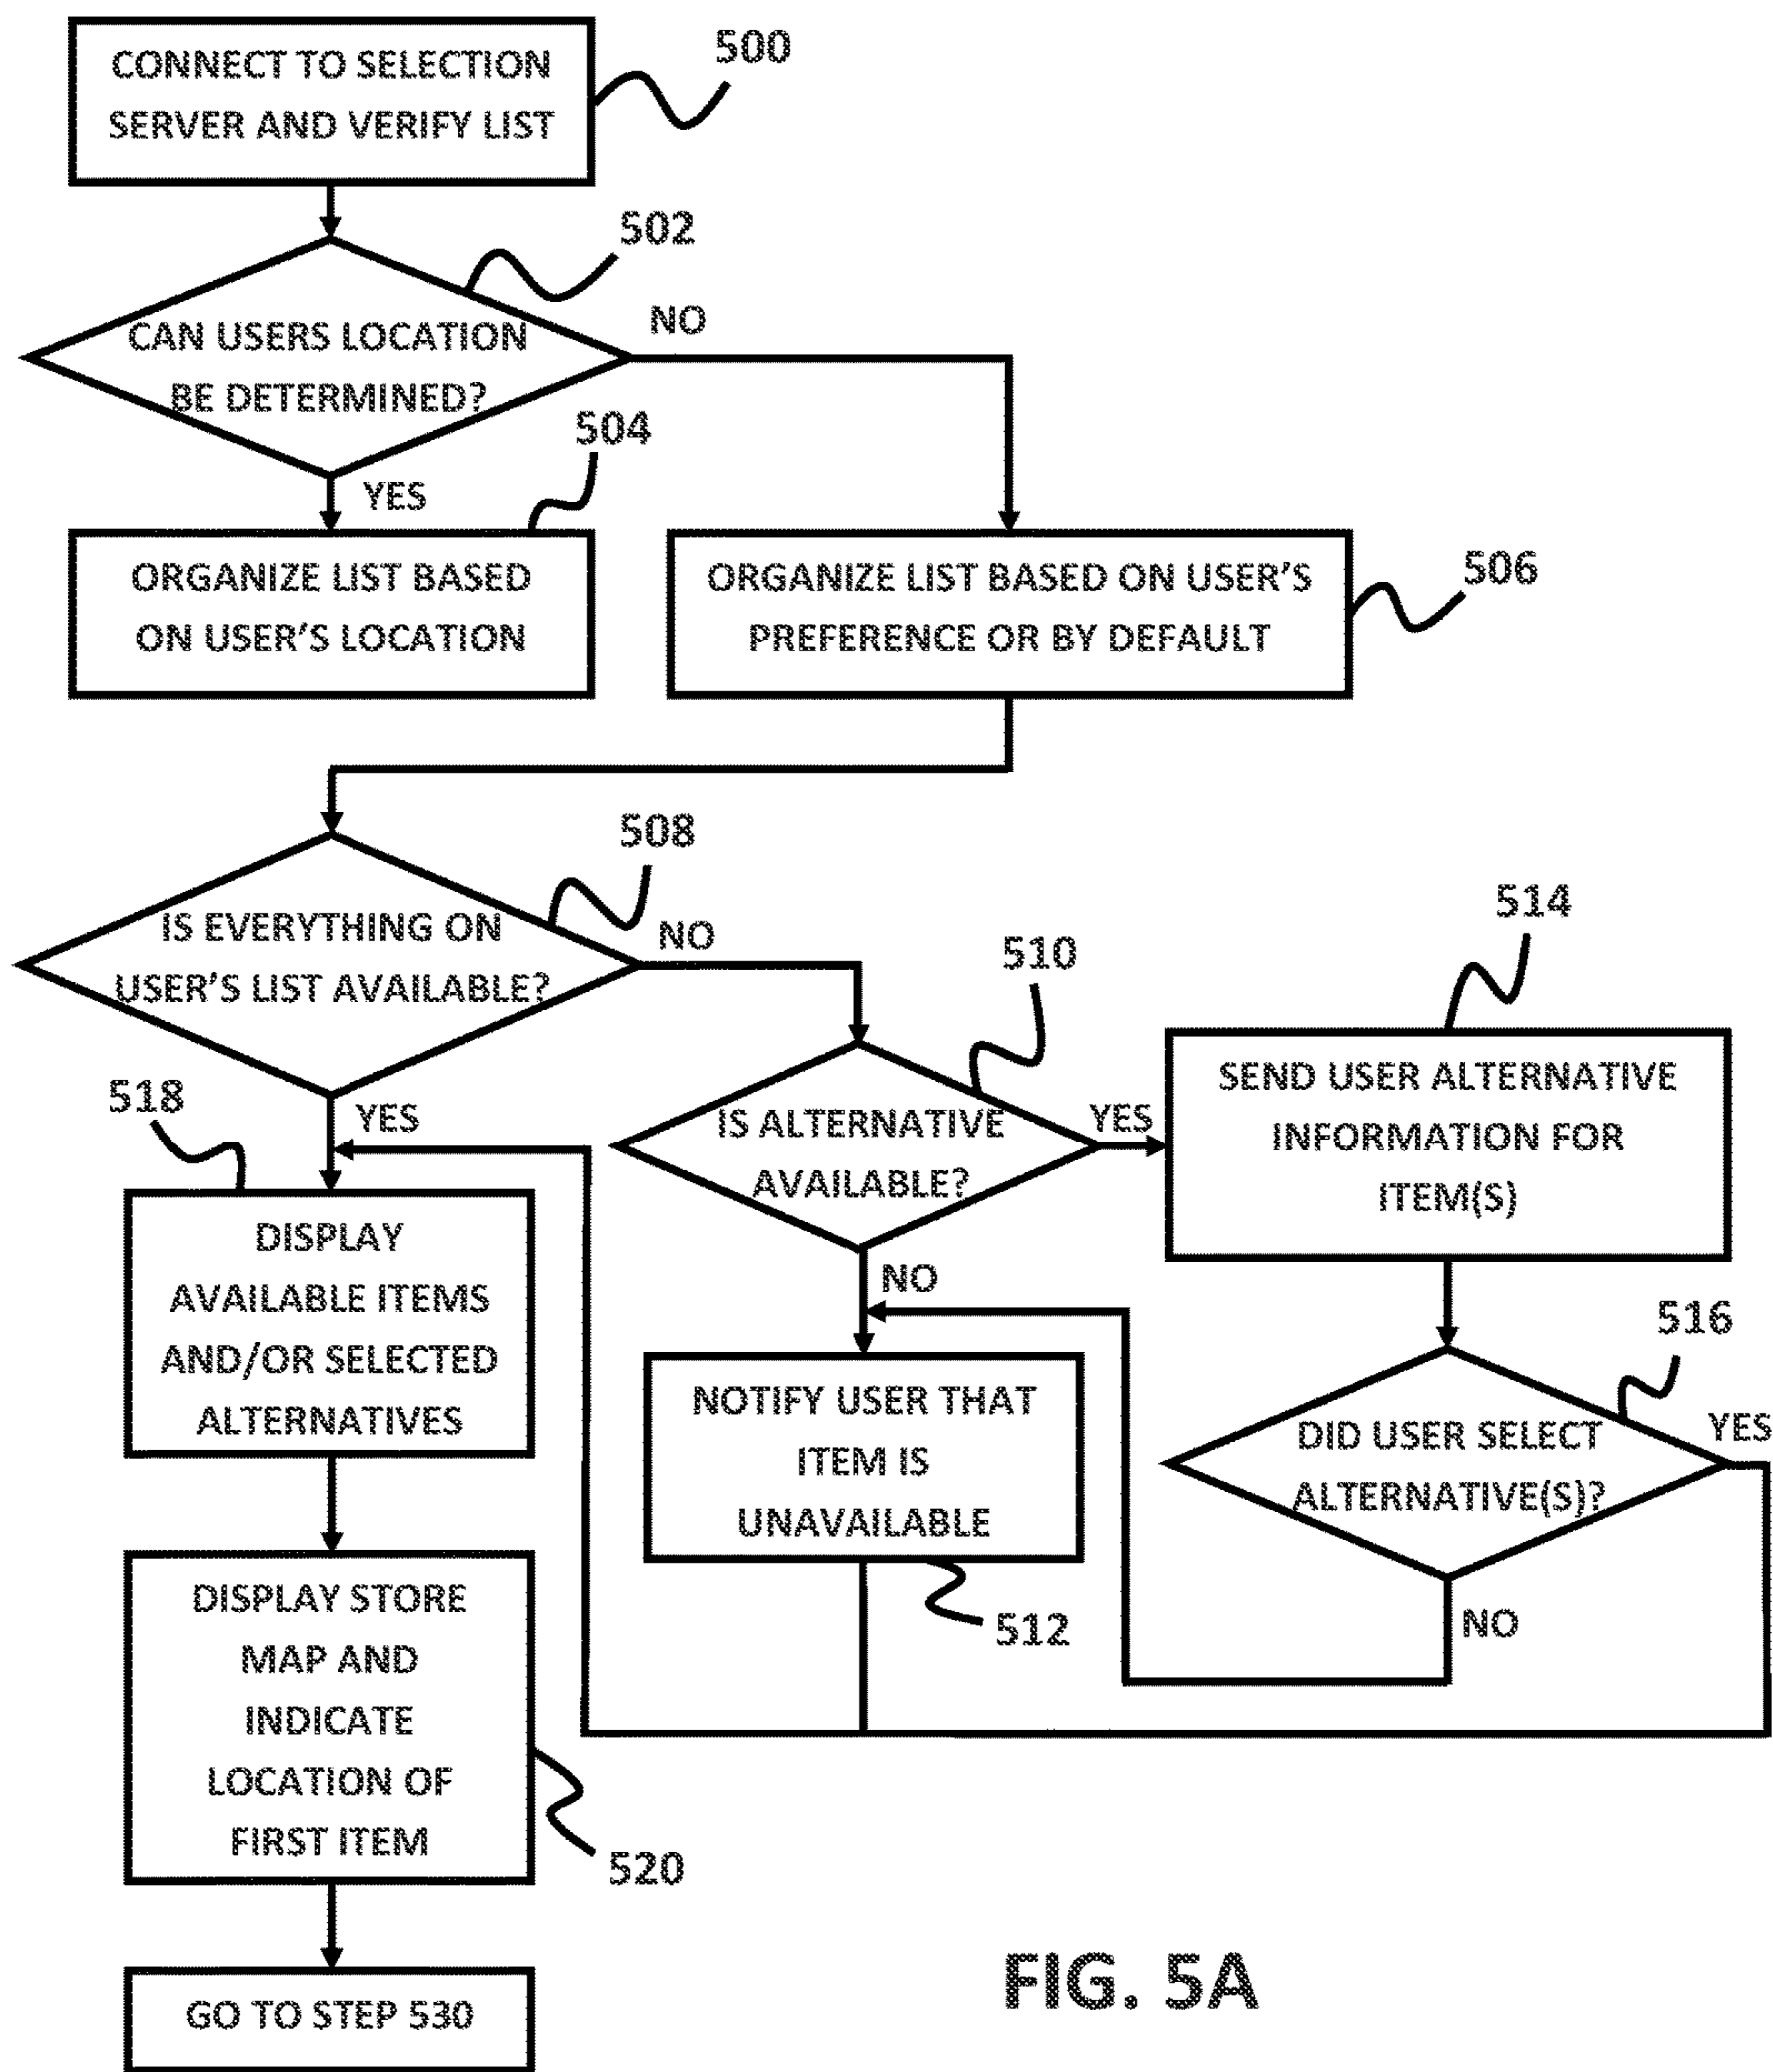 CONNECT TO SELECTION
SERVER AND VERIFY LIST
500
502
CAN USERS LOCATION
BE DETERMINED?
NO
YES
504
ORGANIZE LIST BASED
ON USER'S LOCATION
ORGANIZE LIST BASED ON USER'S
PREFERENCE OR BY DEFAULT
506
508
IS EVERYTHING ON
USER'S LIST AVAILABLE?
NO
YES
510
IS ALTERNATIVE
AVAILABLE?
YES
NO
514
SEND USER ALTERNATIVE
INFORMATION FOR
ITEM(S)
518
DISPLAY
AVAILABLE ITEMS
AND/OR SELECTED
ALTERNATIVES
NOTIFY USER THAT
ITEM IS
UNAVAILABLE
512
516
DID USER SELECT
ALTERNATIVE(S)?
YES
NO
DISPLAY STORE
MAP AND
INDICATE
LOCATION OF
FIRST ITEM
520
GO TO STEP 530
FIG. 5A